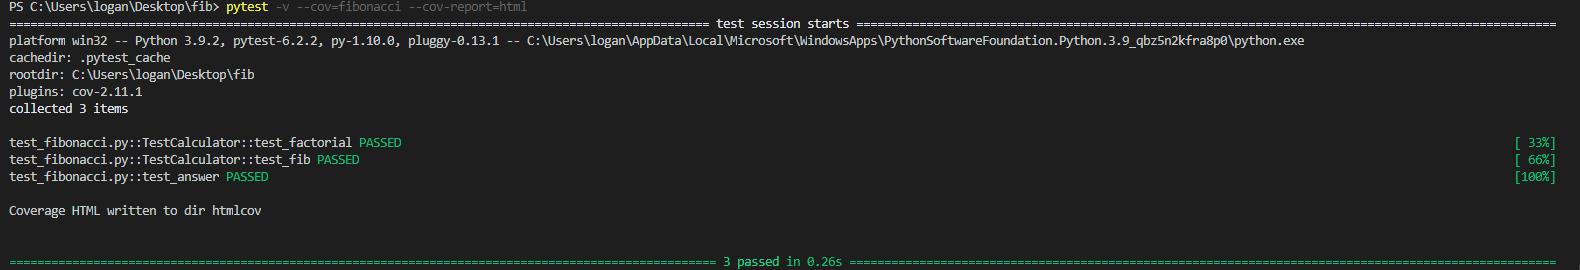 PS C:\Users\logan\Desktop\fib> pytest -v --cov=fibonacci --cov-report=html
================================================================================================ test session starts ================================================================================================
platform win32 -- Python 3.9.2, pytest-6.2.2, py-1.10.0, pluggy-0.13.1 -- C:\Users\logan\AppData\Local\Microsoft\WindowsApps\PythonSoftwareFoundation.Python.3.9_qbz5n2kfra8p0\python.exe
cachedir: .pytest_cache
rootdir: C:\Users\logan\Desktop\fib
plugins: cov-2.11.1
collected 3 items
test_fibonacci.py::TestCalculator::test_factorial PASSED [ 33%]
test_fibonacci.py::TestCalculator::test_fib PASSED [ 66%]
test_fibonacci.py::test_answer PASSED [100%]
Coverage HTML written to dir htmlcov
================================================================================================= 3 passed in 0.26s =================================================================================================